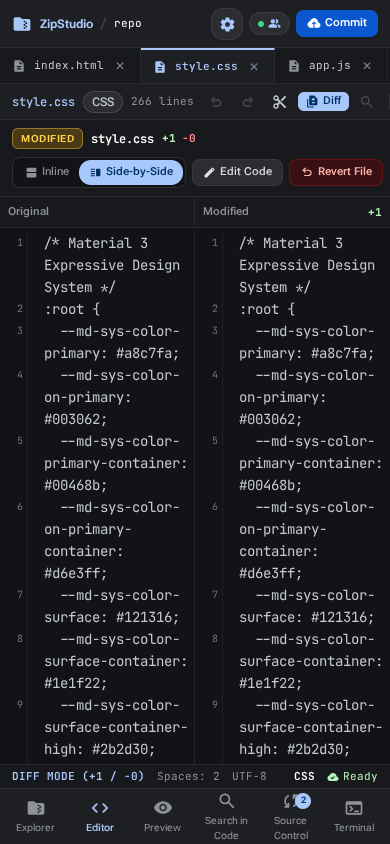 ZipStudio / repo Commit
index.html × style.css × app.js ×
style.css CSS 266 lines Diff
MODIFIED style.css +1 -0
Inline Side-by-Side Edit Code Revert File
Original Modified +1
1 /* Material 3
Expressive Design
System */
2 :root {
3 --md-sys-color-
primary: #a8c7fa;
4 --md-sys-color-
on-primary:
#003062;
5 --md-sys-color-
primary-container:
#00468b;
6 --md-sys-color-
on-primary-
container:
#d6e3ff;
7 --md-sys-color-
surface: #121316;
8 --md-sys-color-
surface-container:
#1e1f22;
9 --md-sys-color-
surface-container-
high: #2b2d30;
1 /* Material 3
Expressive Design
System */
2 :root {
3 --md-sys-color-
primary: #a8c7fa;
4 --md-sys-color-
on-primary:
#003062;
5 --md-sys-color-
primary-container:
#00468b;
6 --md-sys-color-
on-primary-
container:
#d6e3ff;
7 --md-sys-color-
surface: #121316;
8 --md-sys-color-
surface-container:
#1e1f22;
9 --md-sys-color-
surface-container-
high: #2b2d30;
DIFF MODE (+1 / -0) Spaces: 2 UTF-8 CSS Ready
2
Explorer Editor Preview Search in Code Source Control Terminal